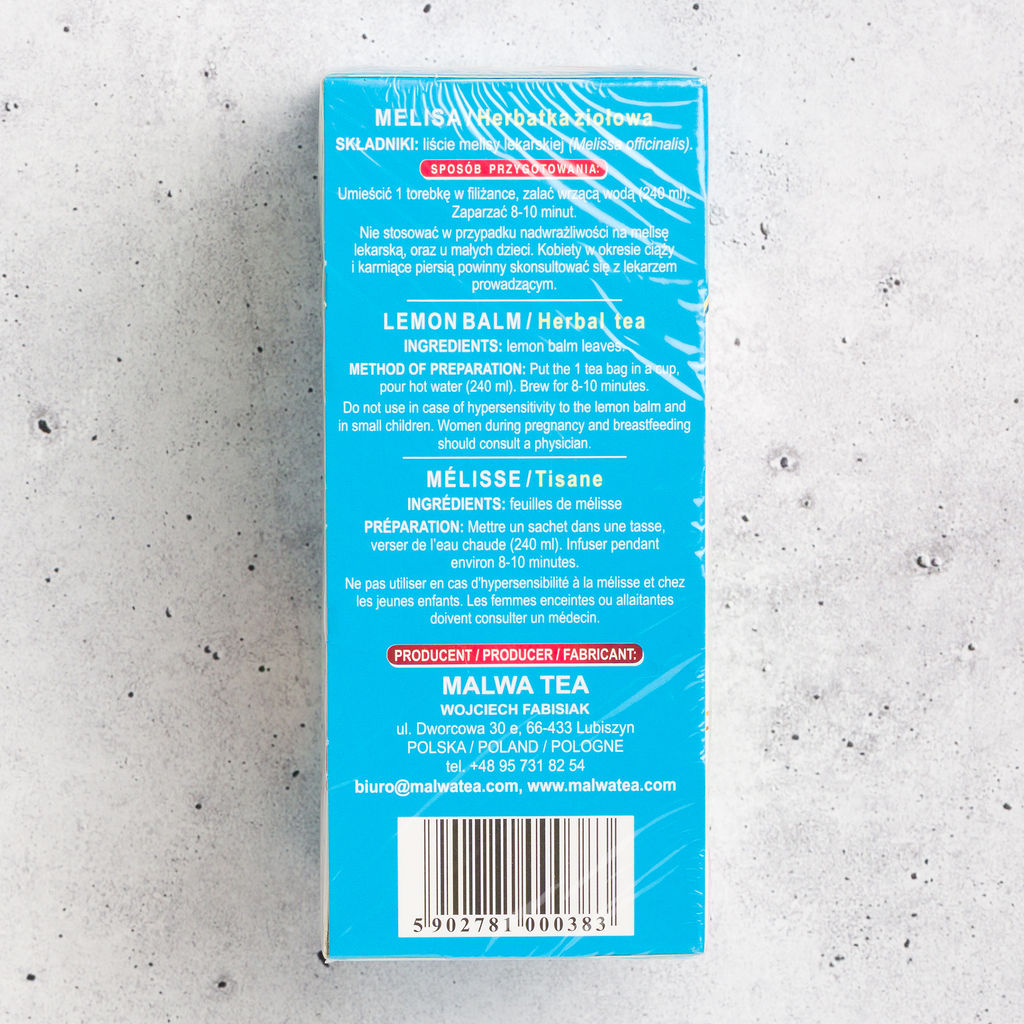 MELISA / Herbatka ziołowa
SKŁADNIKI: liście melisy lekarskiej (Melissa officinalis).
SPOSÓB PRZYGOTOWANIA:
Umieścić 1 torebkę w filiżance, zalać wrzącą wodą (240 ml).
Zaparzać 8-10 minut.
Nie stosować w przypadku nadwrażliwości na melisę
lekarską, oraz u małych dzieci. Kobiety w okresie ciąży
i karmiące piersią powinny skonsultować się z lekarzem
prowadzącym.
LEMON BALM / Herbal tea
INGREDIENTS: lemon balm leaves.
METHOD OF PREPARATION: Put the 1 tea bag in a cup,
pour hot water (240 ml). Brew for 8-10 minutes.
Do not use in case of hypersensitivity to the lemon balm and
in small children. Women during pregnancy and breastfeeding
should consult a physician.
MÉLISSE / Tisane
INGRÉDIENTS: feuilles de mélisse
PRÉPARATION: Mettre un sachet dans une tasse,
verser de l'eau chaude (240 ml). Infuser pendant
environ 8-10 minutes.
Ne pas utiliser en cas d'hypersensibilité à la mélisse et chez
les jeunes enfants. Les femmes enceintes ou allaitantes
doivent consulter un médecin.
PRODUCENT / PRODUCER / FABRICANT:
MALWA TEA
WOJCIECH FABISIAK
ul. Dworcowa 30 e, 66-433 Lubiszyn
POLSKA / POLAND / POLOGNE
tel. +48 95 731 82 54
biuro@malwatea.com, www.malwatea.com
5 902781 000383